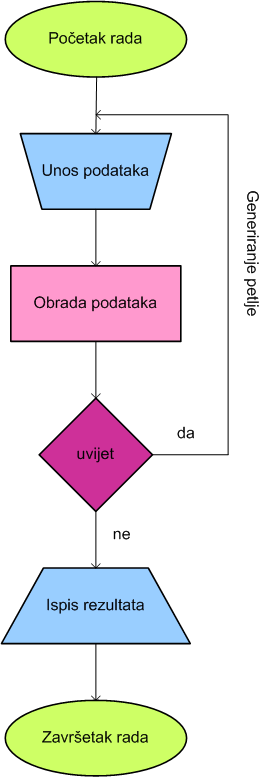 Početak rada
Unos podataka
Generiranje petlje
Obrada podataka
da
uvijet
ne
Ispis rezultata
Završetak rada